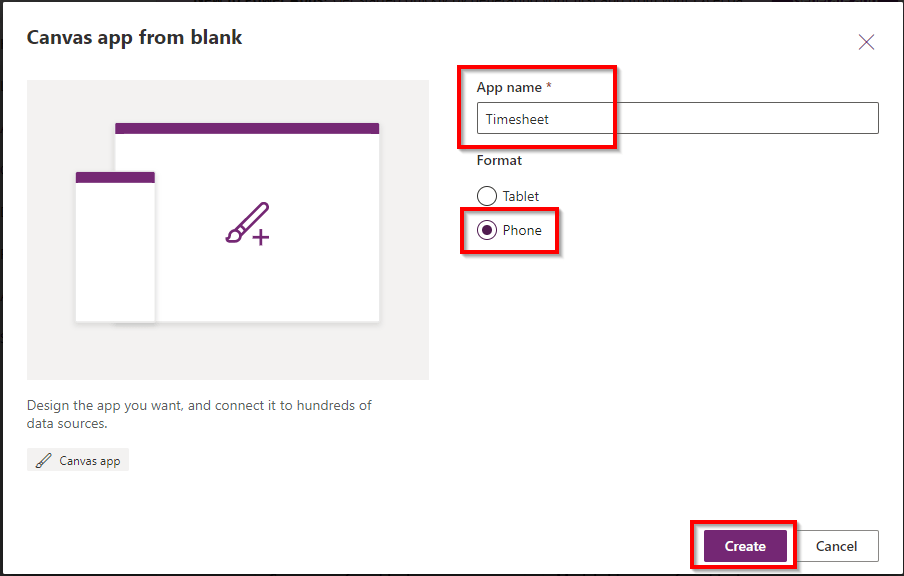 Canvas app from blank
App name *
Timesheet
Format
Tablet
Phone
Design the app you want, and connect it to hundreds of
data sources.
Canvas app
Create
Cancel